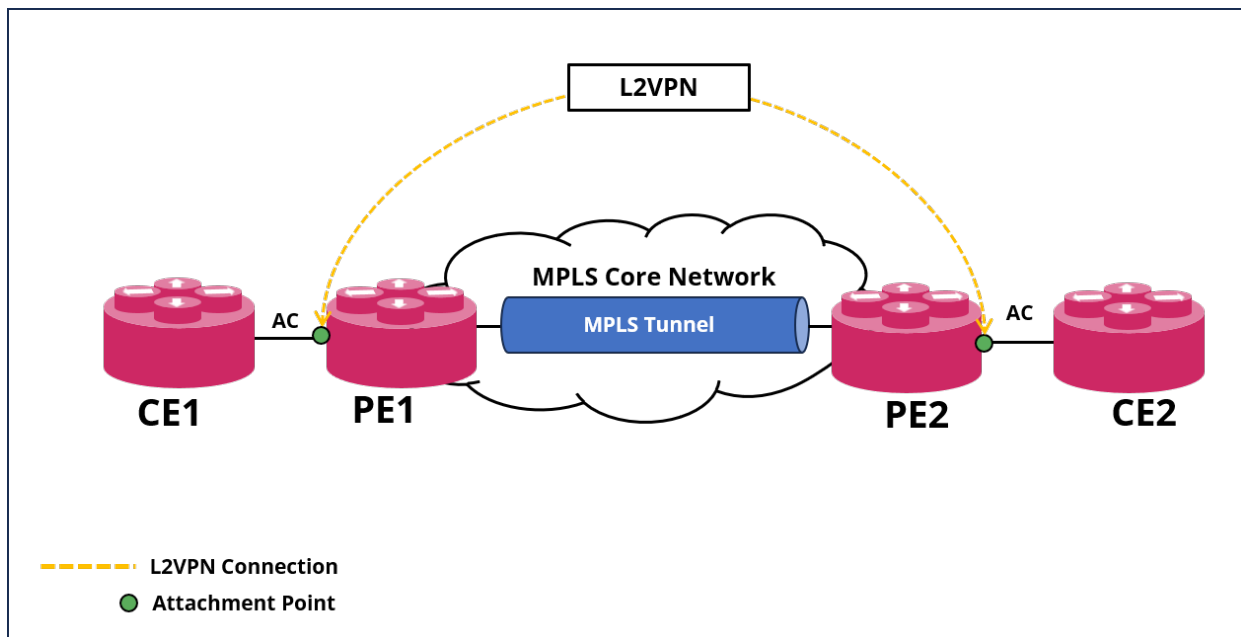 L2VPN
MPLS Core Network
MPLS Tunnel
AC
AC
CE1
PE1
PE2
CE2
L2VPN Connection
Attachment Point